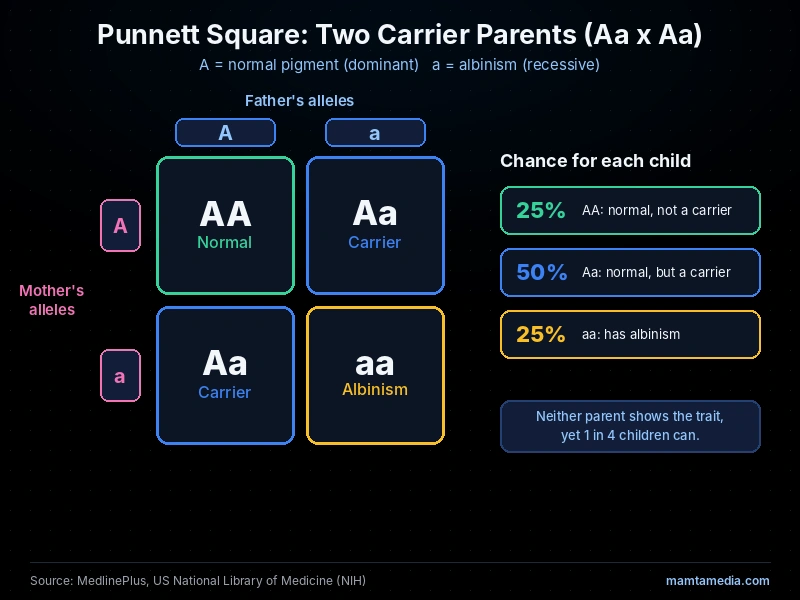 Punnett Square: Two Carrier Parents (Aa x Aa)
A = normal pigment (dominant)   a = albinism (recessive)
Father's alleles
A
a
Mother's
alleles
A
a
AA
Normal
Aa
Carrier
Aa
Carrier
aa
Albinism
Chance for each child
25% AA: normal, not a carrier
50% Aa: normal, but a carrier
25% aa: has albinism
Neither parent shows the trait,
yet 1 in 4 children can.
Source: MedlinePlus, US National Library of Medicine (NIH)
mamtamedia.com